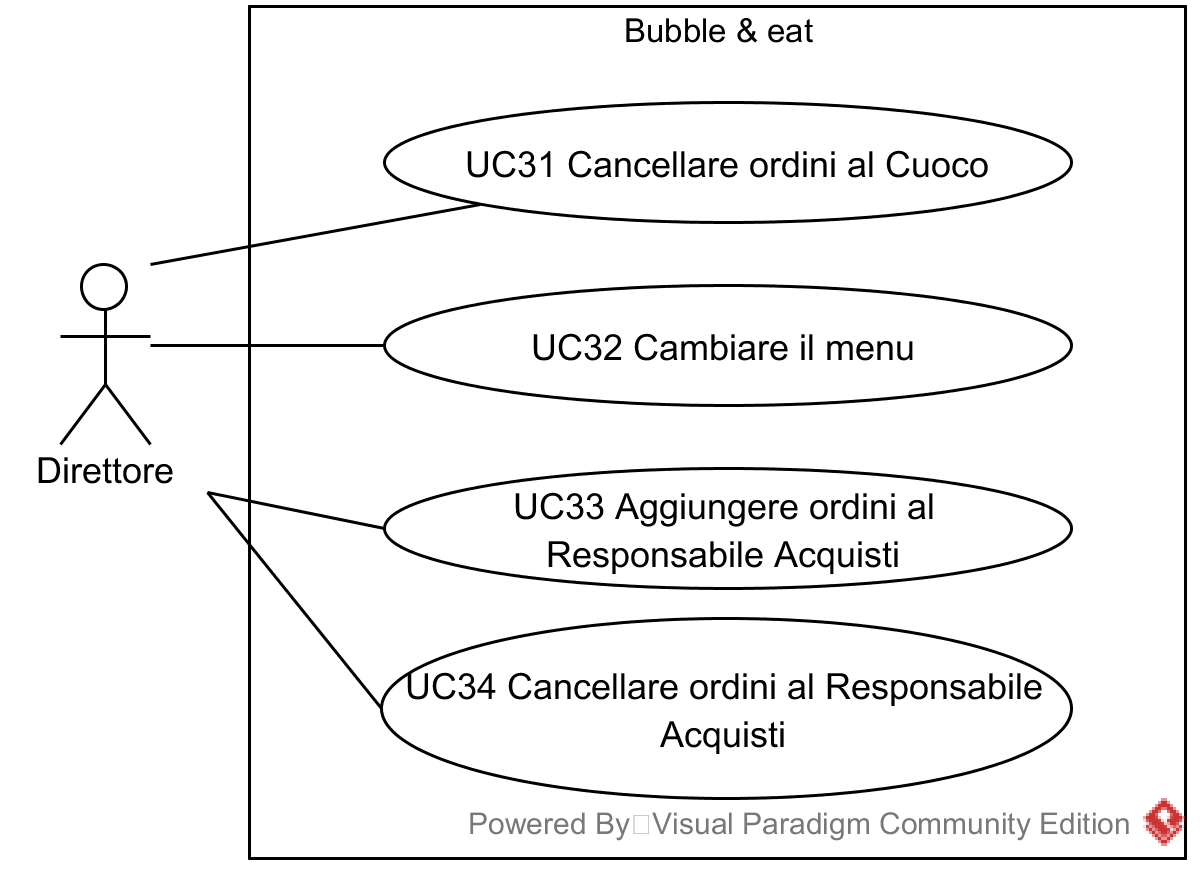 Bubble & eat
UC31 Cancellare ordini al Cuoco
UC32 Cambiare il menu
Direttore
UC33 Aggiungere ordini al
Responsabile Acquisti
UC34 Cancellare ordini al Responsabile
Acquisti
Powered By Visual Paradigm Community Edition